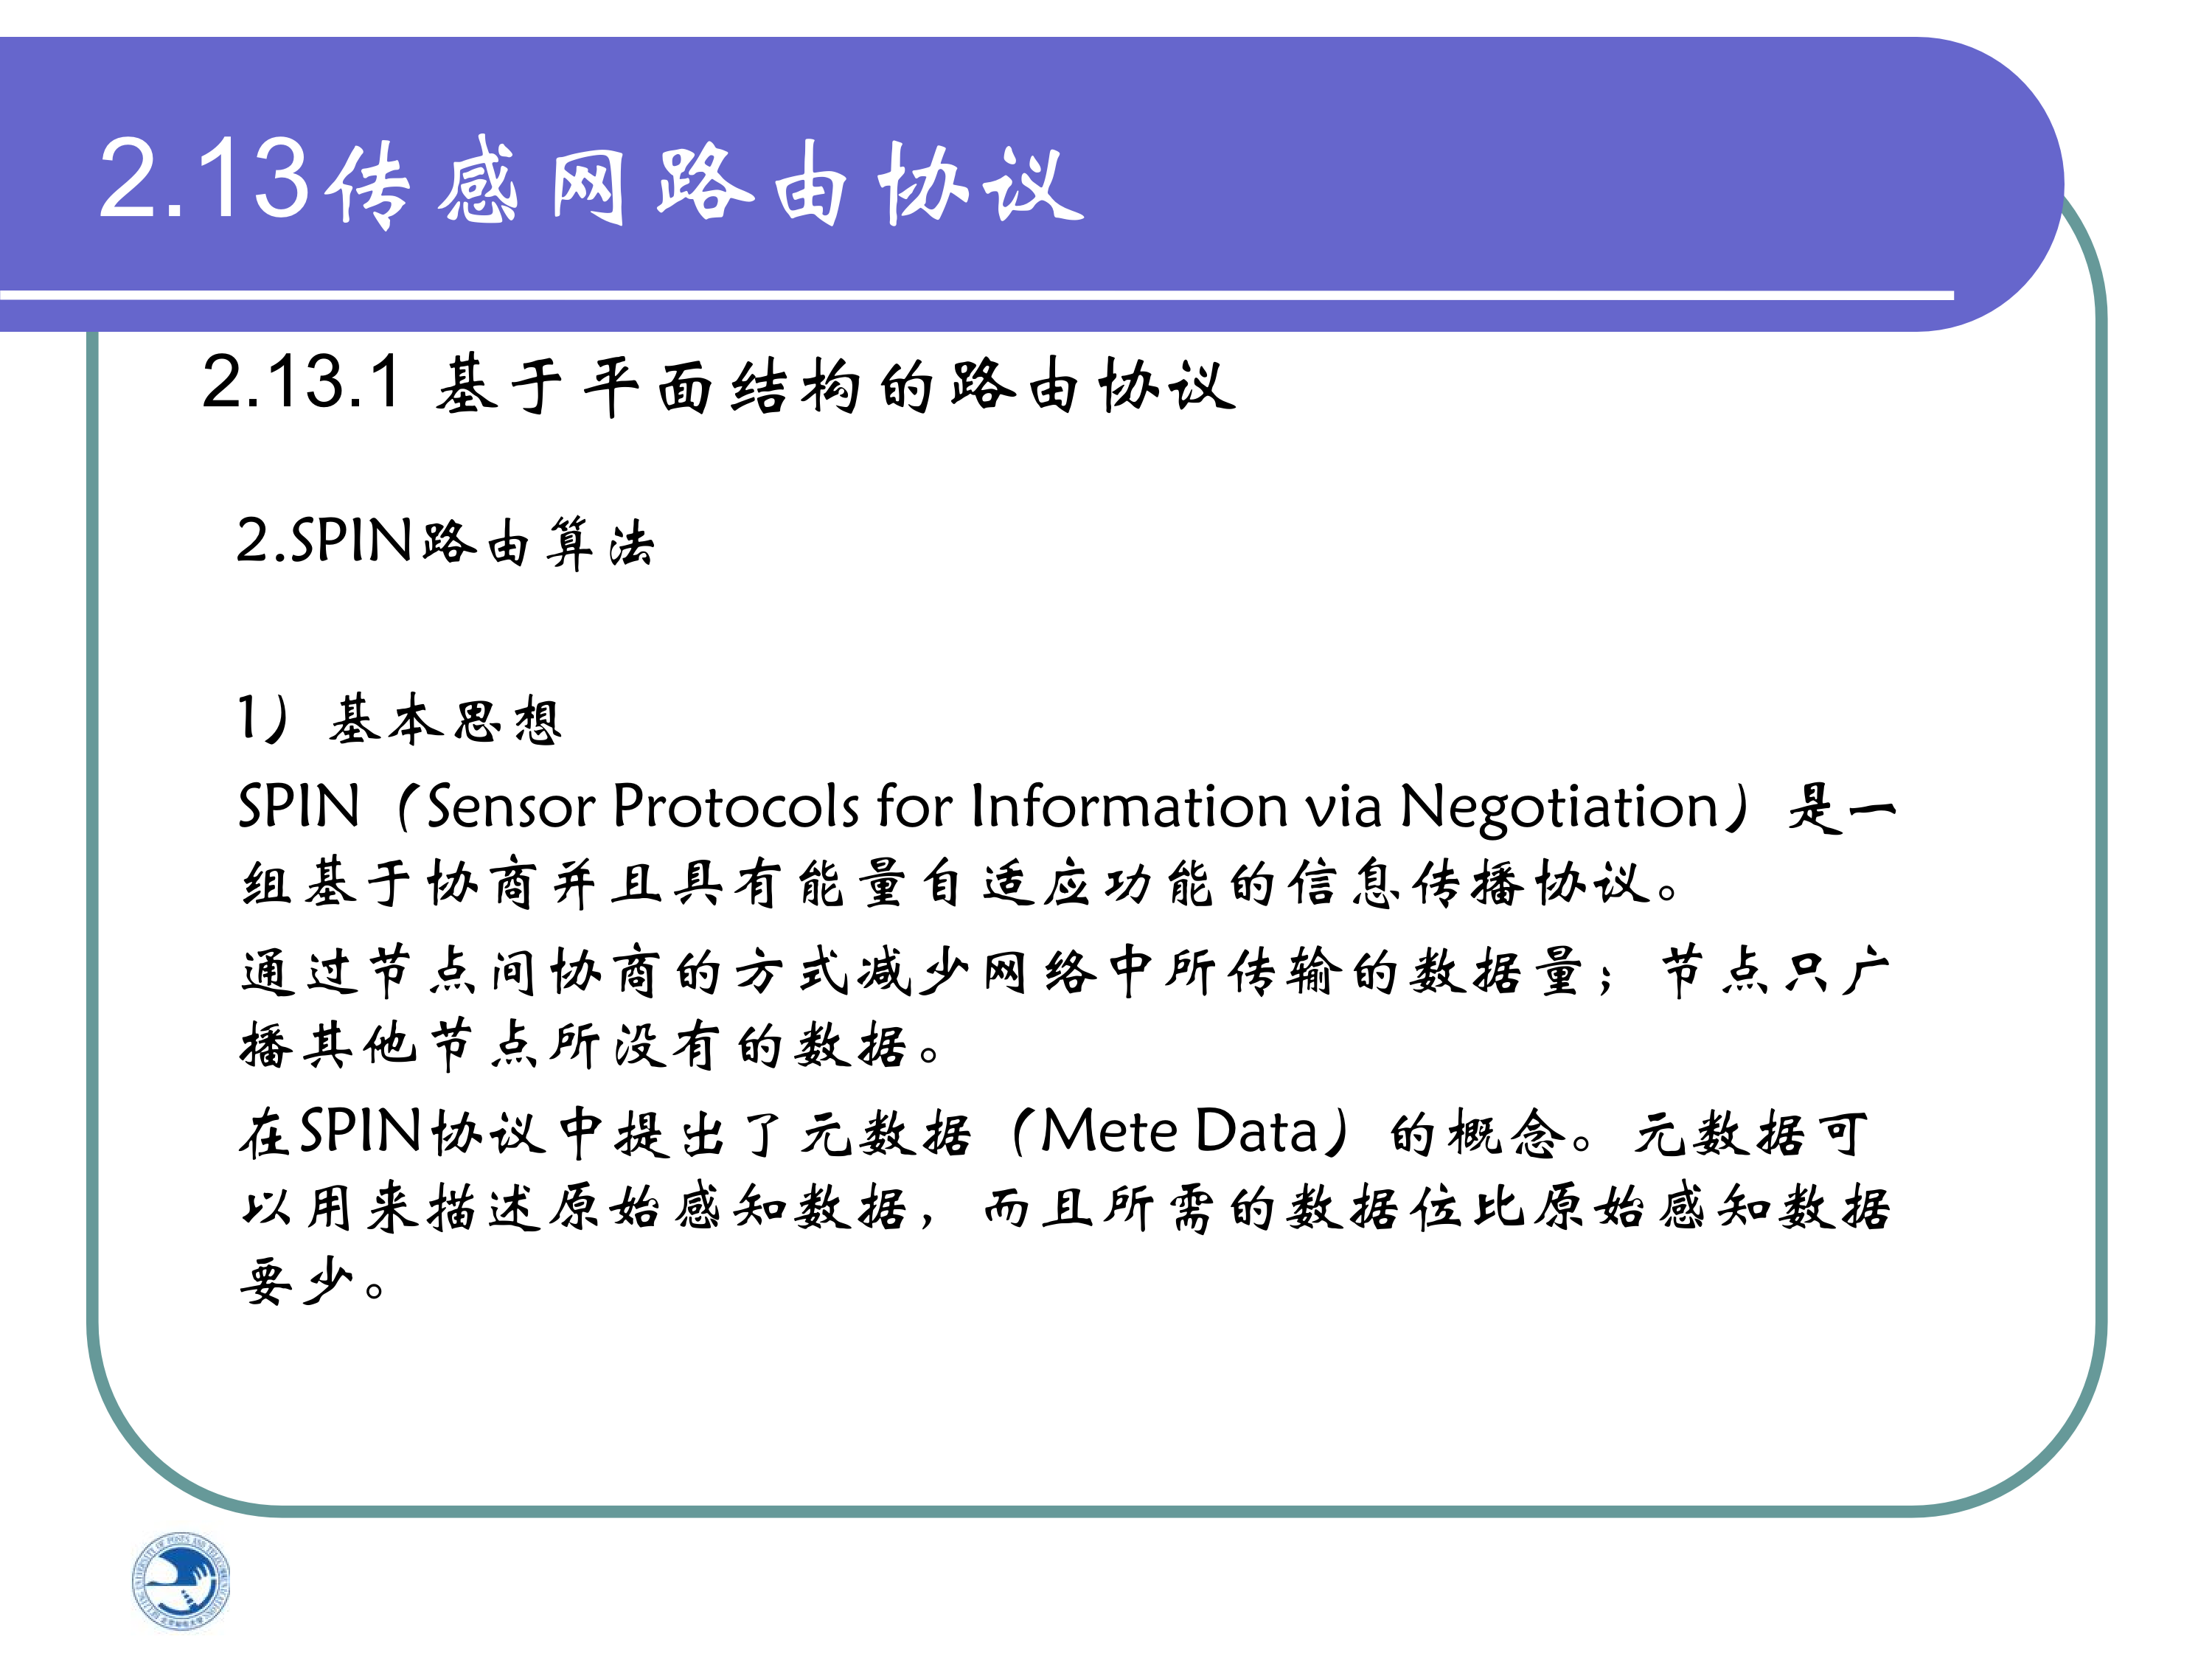 2.13传感网路由协议
2.13.1 基于平面结构的路由协议
2.SPIN路由算法
1）基本思想
SPIN（Sensor Protocols for Information via Negotiation）是一
组基于协商并且具有能量自适应功能的信息传播协议。
通过节点间协商的方式减少网络中所传输的数据量；节点只广
播其他节点所没有的数据。
在SPIN协议中提出了元数据（Mete Data）的概念。元数据可
以用来描述原始感知数据，而且所需的数据位比原始感知数据
要少。